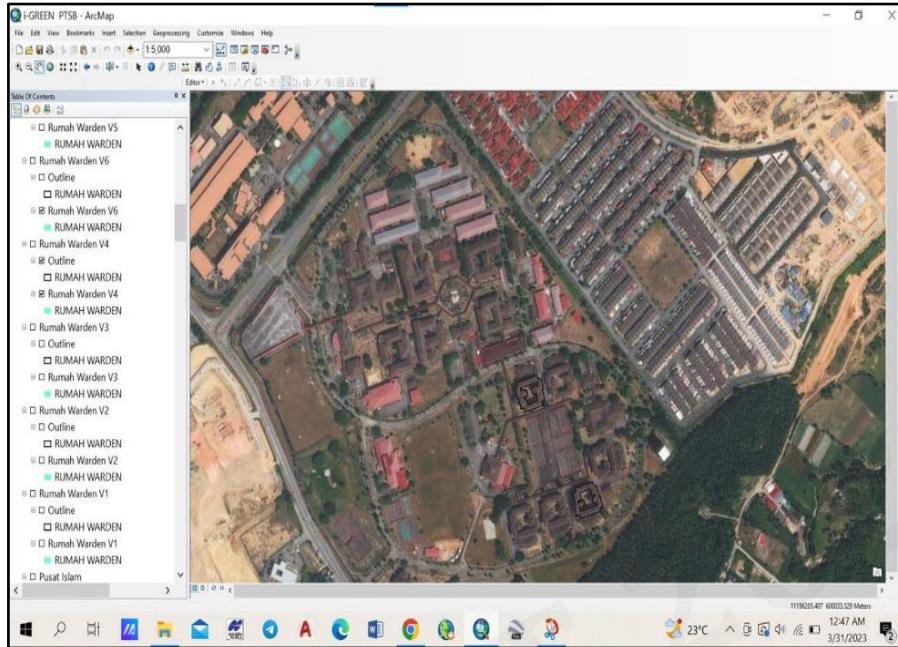 i-GREEN PTSB - ArcMap
File Edit View Bookmarks Insert Selection Geoprocessing Customize Windows Help
1:5,000
Editor
Table Of Contents
Rumah Warden V5
RUMAH WARDEN
Rumah Warden V6
Outline
RUMAH WARDEN
Rumah Warden V6
RUMAH WARDEN
Rumah Warden V4
Outline
RUMAH WARDEN
Rumah Warden V4
RUMAH WARDEN
Rumah Warden V3
Outline
RUMAH WARDEN
Rumah Warden V3
RUMAH WARDEN
Rumah Warden V2
Outline
RUMAH WARDEN
Rumah Warden V2
RUMAH WARDEN
Rumah Warden V1
Outline
RUMAH WARDEN
Rumah Warden V1
RUMAH WARDEN
Pusat Islam
23°C
12:47 AM
3/31/2023
2